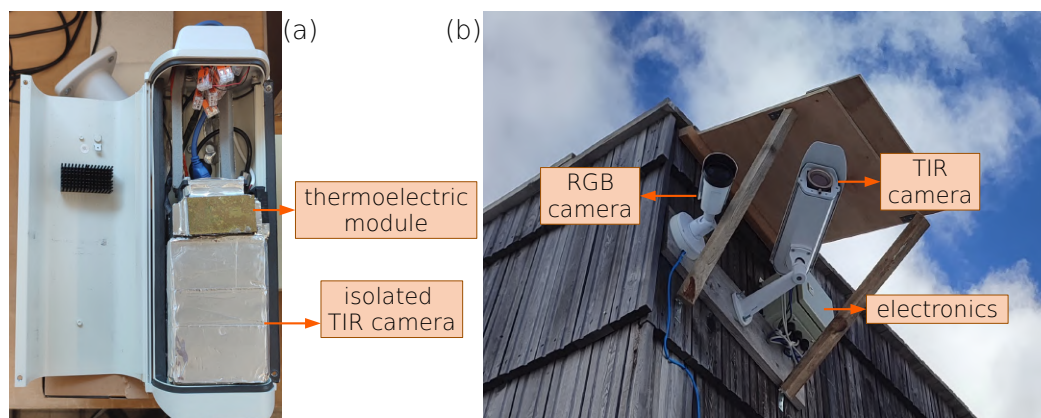 (a)
thermoelectric
module
isolated
TIR camera
(b)
RGB
camera
TIR
camera
electronics